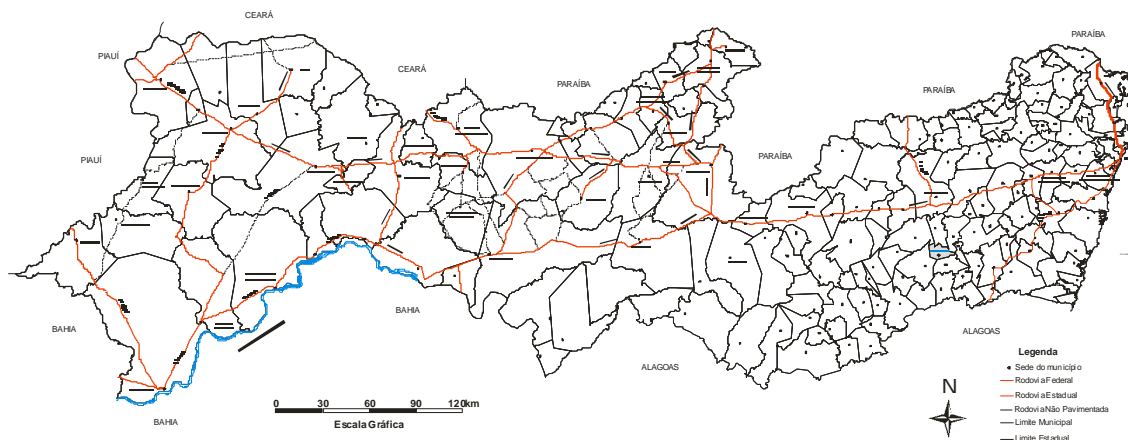 CEARÁ
PIAUÍ
CEARÁ
PARAÍBA
PARAÍBA
PARAÍBA
PIAUÍ
PARAÍBA
BAHIA
BAHIA
ALAGOAS
ALAGOAS
BAHIA
N
0 30 60 90 120km
Escala Gráfica
Legenda
Sede do município
Rodovia Federal
Rodovia Estadual
Rodovia Não Pavimentada
Limite Municipal
Limite Estadual